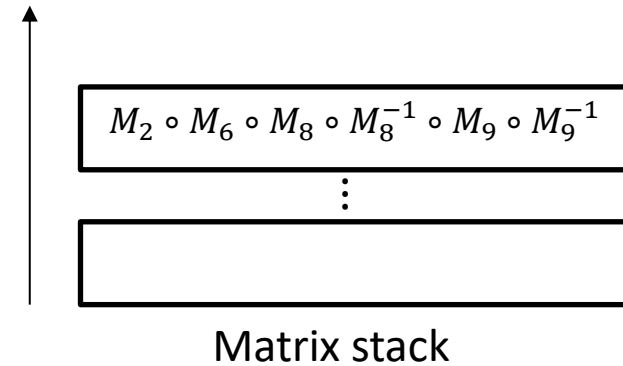 M₂ ∘ M₆ ∘ M₈ ∘ M₈⁻¹ ∘ M₉ ∘ M₉⁻¹
⋮
Matrix stack